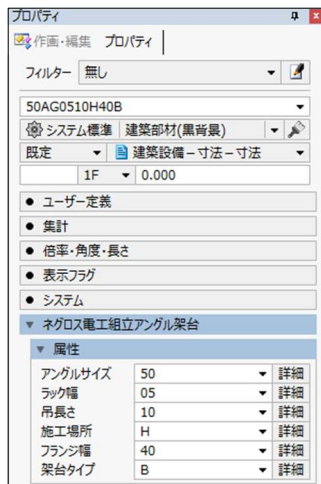 プロパティ
作画・編集 プロパティ
フィルター 無し
50AG0510H40B
システム標準 建築部材(黒背景)
既定 建築設備－寸法－寸法
1F 0.000
● ユーザー定義
● 集計
● 倍率・角度・長さ
● 表示フラグ
● システム
▼ ネグロス電工組立アングル架台
▼ 属性
アングルサイズ 50 詳細
ラック幅 05 詳細
吊長さ 10 詳細
施工場所 H 詳細
フランジ幅 40 詳細
架台タイプ B 詳細